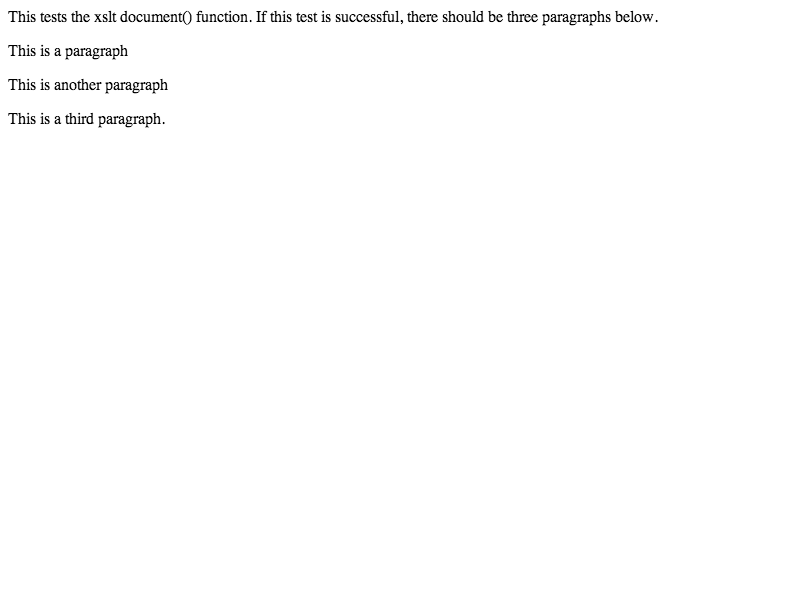 This tests the xslt document() function. If this test is successful, there should be three paragraphs below.
This is a paragraph
This is another paragraph
This is a third paragraph.